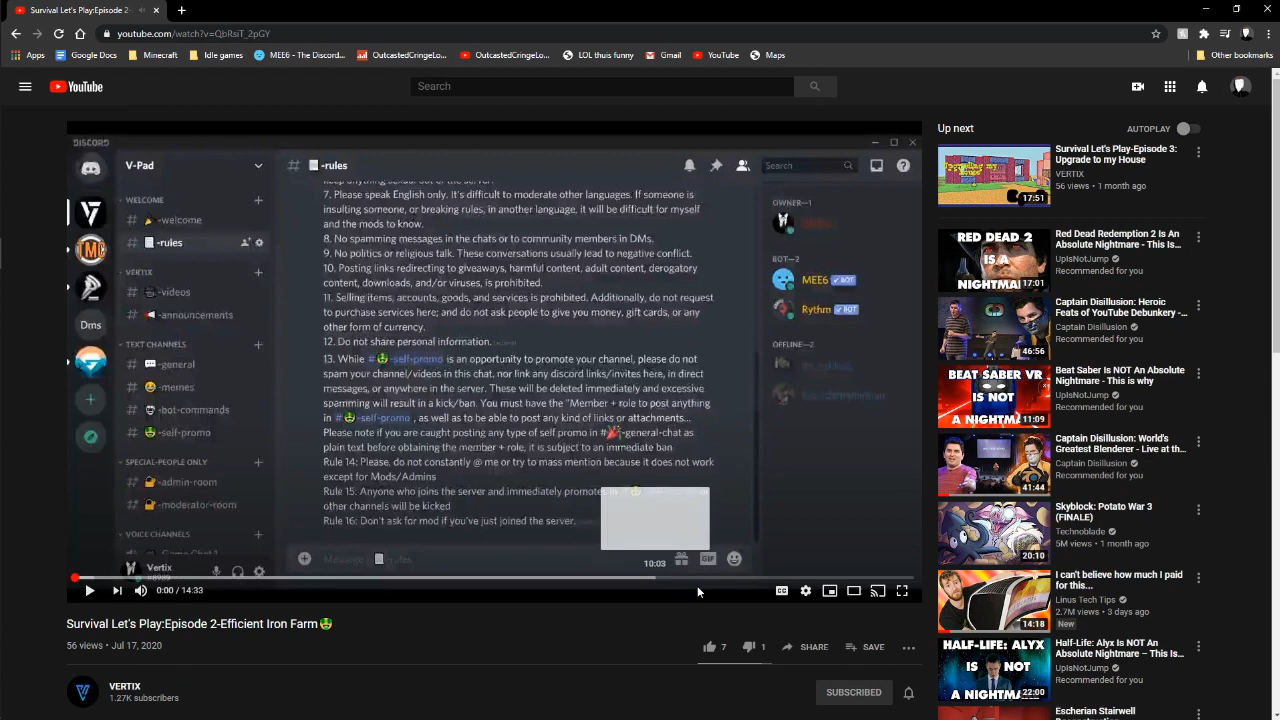 Survival Let's Play:Episode 2-
youtube.com/watch?v=QbRsiT_2pGY
Apps
Google Docs
Minecraft
Idle games
MEE6 - The Discord...
OutcastedCringeLo...
OutcastedCringeLo...
LOL thuis funny
Gmail
YouTube
Maps
Other bookmarks
YouTube
Search
DISCORD
V-Pad
WELCOME
# -welcome
# -rules
VERTIX
# -videos
# -announcements
TEXT CHANNELS
# -general
# -memes
# -bot-commands
# -self-promo
SPECIAL-PEOPLE ONLY
# -admin-room
# -moderator-room
VOICE CHANNELS
Dms
Vertix
#8989
# -rules
Search
7. Please speak English only. It's difficult to moderate other languages. If someone is
insulting someone, or breaking rules, in another language, it will be difficult for myself
and the mods to know.
8. No spamming messages in the chats or to community members in DMs.
9. No politics or religious talk. These conversations usually lead to negative conflict.
10. Posting links redirecting to giveaways, harmful content, adult content, derogatory
content, downloads, and/or viruses, is prohibited.
11. Selling items, accounts, goods, and services is prohibited. Additionally, do not request
to purchase services here; and do not ask people to give you money, gift cards, or any
other form of currency.
12. Do not share personal information. (edited)
13. While #-self-promo is an opportunity to promote your channel, please do not
spam your channel/videos in this chat, nor link any discord links/invites here, in direct
messages, or anywhere in the server. These will be deleted immediately and excessive
sparming will result in a kick/ban. You must have the "Member + role to post anything
in #-self-promo, as well as to be able to post any kind of links or attachments...
Please note if you are caught posting any type of self promo in #-general-chat as
plain text before obtaining the member + role, it is subject to an immediate ban
Rule 14: Please, do not constantly @ me or try to mass mention because it does not work
except for Mods/Admins
Rule 15: Anyone who joins the server and immediately promotes in
other channels will be kicked
Rule 16: Don't ask for mod if you've just joined the server.
Message -rules
GIF
OWNER—1
BOT—2
MEE6 BOT
Rythm BOT
OFFLINE—2
10:03
0:00 / 14:33
Survival Let's Play:Episode 2-Efficient Iron Farm
56 views • Jul 17, 2020
7
1
SHARE
SAVE
VERTIX
1.27K subscribers
SUBSCRIBED
Up next
AUTOPLAY
17:51
Survival Let's Play-Episode 3:
Upgrade to my House
VERTIX
56 views • 1 month ago
RED DEAD 2
IS A
NIGHTMA
17:01
Red Dead Redemption 2 Is An
Absolute Nightmare - This Is...
UpIsNotJump
Recommended for you
46:56
Captain Disillusion: Heroic
Feats of YouTube Debunkery -...
Captain Disillusion
Recommended for you
BEAT SABER VR
IS NOT
A NIGHTMA
11:09
Beat Saber IS NOT An Absolute
Nightmare - This is why
UpIsNotJump
Recommended for you
41:44
Captain Disillusion: World's
Greatest Blenderer - Live at th...
Captain Disillusion
Recommended for you
20:10
Skyblock: Potato War 3
(FINALE)
Technoblade
5M views • 1 month ago
14:18
I can't believe how much I paid
for this...
Linus Tech Tips
2.7M views • 3 days ago
New
HALF-LIFE: ALYX
IS NOT
A NIGHTMA
22:00
Half-Life: Alyx Is NOT An
Absolute Nightmare – This Is...
UpIsNotJump
Recommended for you
Escherian Stairwell